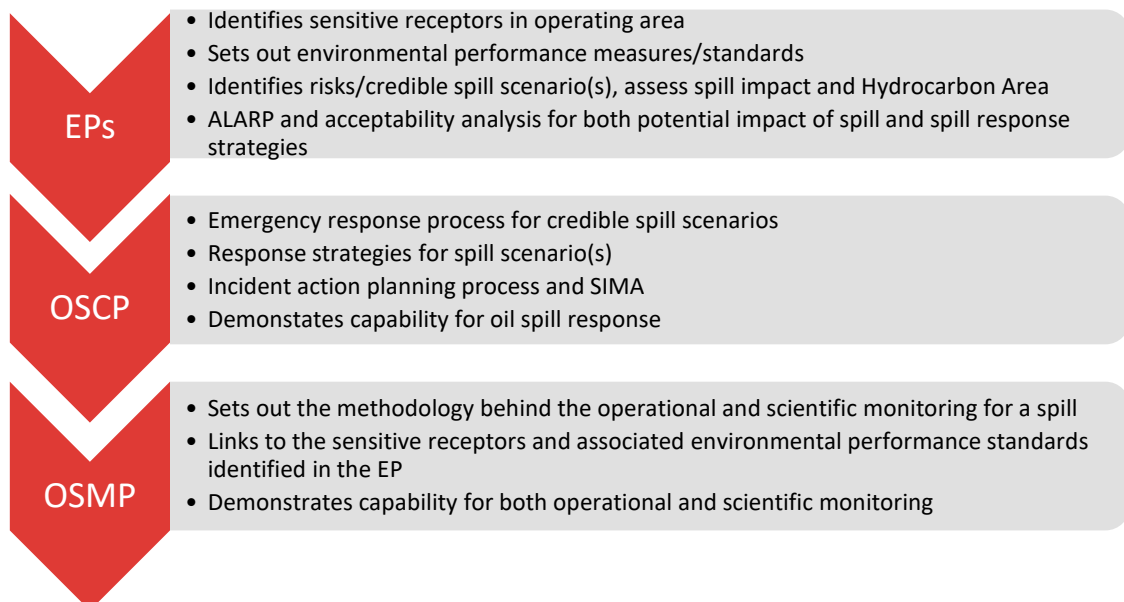 EPs
• Identifies sensitive receptors in operating area
• Sets out environmental performance measures/standards
• Identifies risks/credible spill scenario(s), assess spill impact and Hydrocarbon Area
• ALARP and acceptability analysis for both potential impact of spill and spill response
strategies
OSCP
• Emergency response process for credible spill scenarios
• Response strategies for spill scenario(s)
• Incident action planning process and SIMA
• Demonstates capability for oil spill response
OSMP
• Sets out the methodology behind the operational and scientific monitoring for a spill
• Links to the sensitive receptors and associated environmental performance standards
identified in the EP
• Demonstrates capability for both operational and scientific monitoring